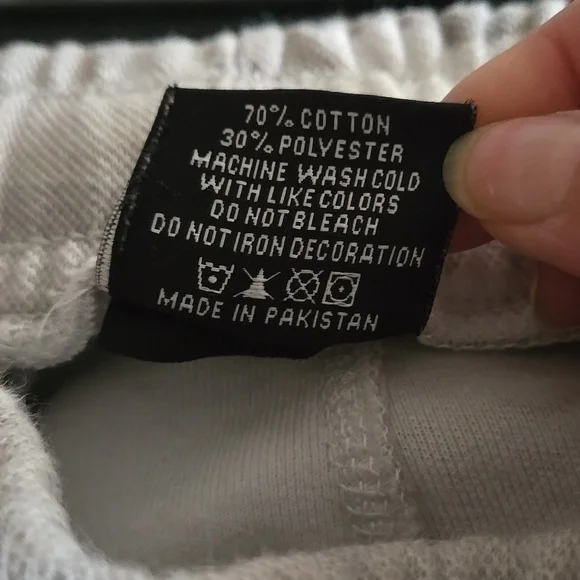 70% COTTON
30% POLYESTER
MACHINE WASH COLD
WITH LIKE COLORS
DO NOT BLEACH
DO NOT IRON DECORATION
MADE IN PAKISTAN